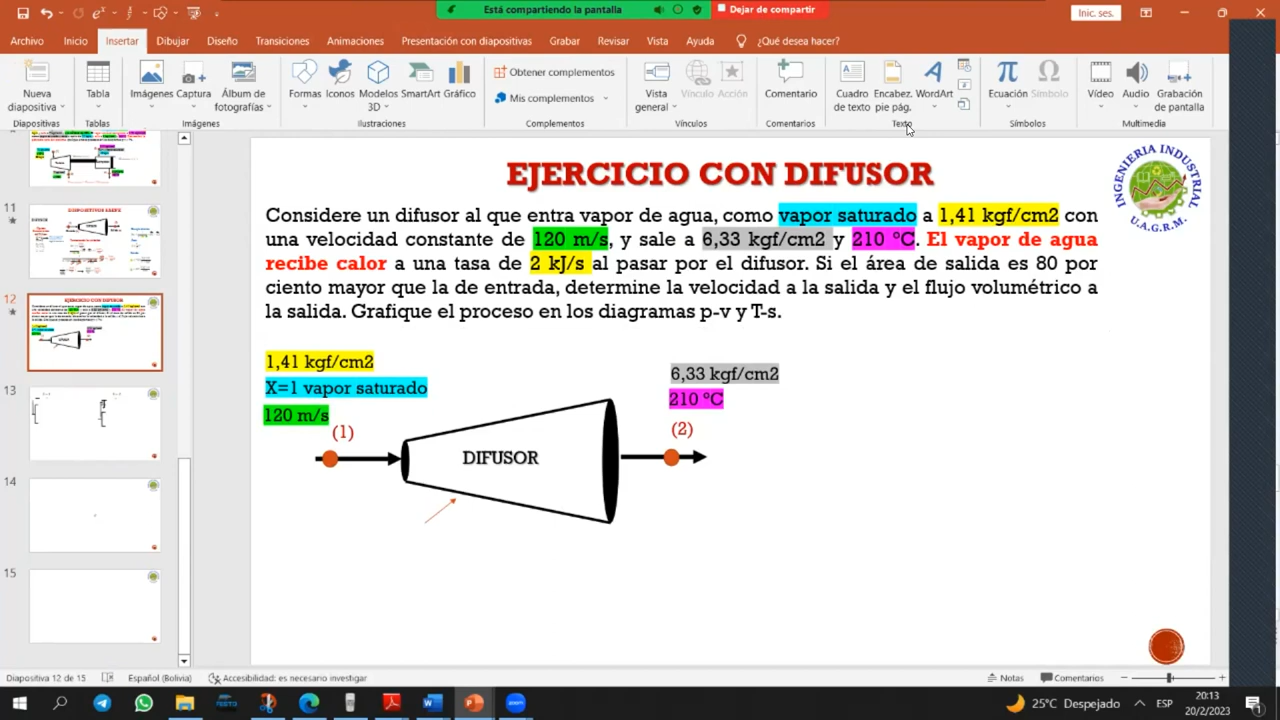 Está compartiendo la pantalla
Dejar de compartir
Inic. ses.
Archivo Inicio Insertar Dibujar Diseño Transiciones Animaciones Presentación con diapositivas Grabar Revisar Vista Ayuda ¿Qué desea hacer?
Nueva diapositiva
Tabla
Imágenes
Captura
Álbum de fotografías
Formas
Iconos
Modelos 3D
SmartArt
Gráfico
Obtener complementos
Mis complementos
Vista general
Vínculo
Acción
Comentario
Cuadro de texto
Encabez. pie pág.
WordArt
Ecuación
Símbolo
Vídeo
Audio
Grabación de pantalla
Diapositivas Tablas Imágenes Ilustraciones Complementos Vínculos Comentarios Texto Símbolos Multimedia
11
12
13
14
15
EJERCICIO CON DIFUSOR
INGENIERIA INDUSTRIAL
U.A.G.R.M.
Considere un difusor al que entra vapor de agua, como vapor saturado a 1,41 kgf/cm2 con
una velocidad constante de 120 m/s, y sale a 6,33 kgf/cm2 y 210 °C. El vapor de agua
recibe calor a una tasa de 2 kJ/s al pasar por el difusor. Si el área de salida es 80 por
ciento mayor que la de entrada, determine la velocidad a la salida y el flujo volumétrico a
la salida. Grafique el proceso en los diagramas p-v y T-s.
1,41 kgf/cm2
X=1 vapor saturado
120 m/s
(1)
DIFUSOR
6,33 kgf/cm2
210 °C
(2)
Diapositiva 12 de 15 Español (Bolivia) Accesibilidad: es necesario investigar
Notas Comentarios
25°C Despejado
ESP
20:13
20/2/2023